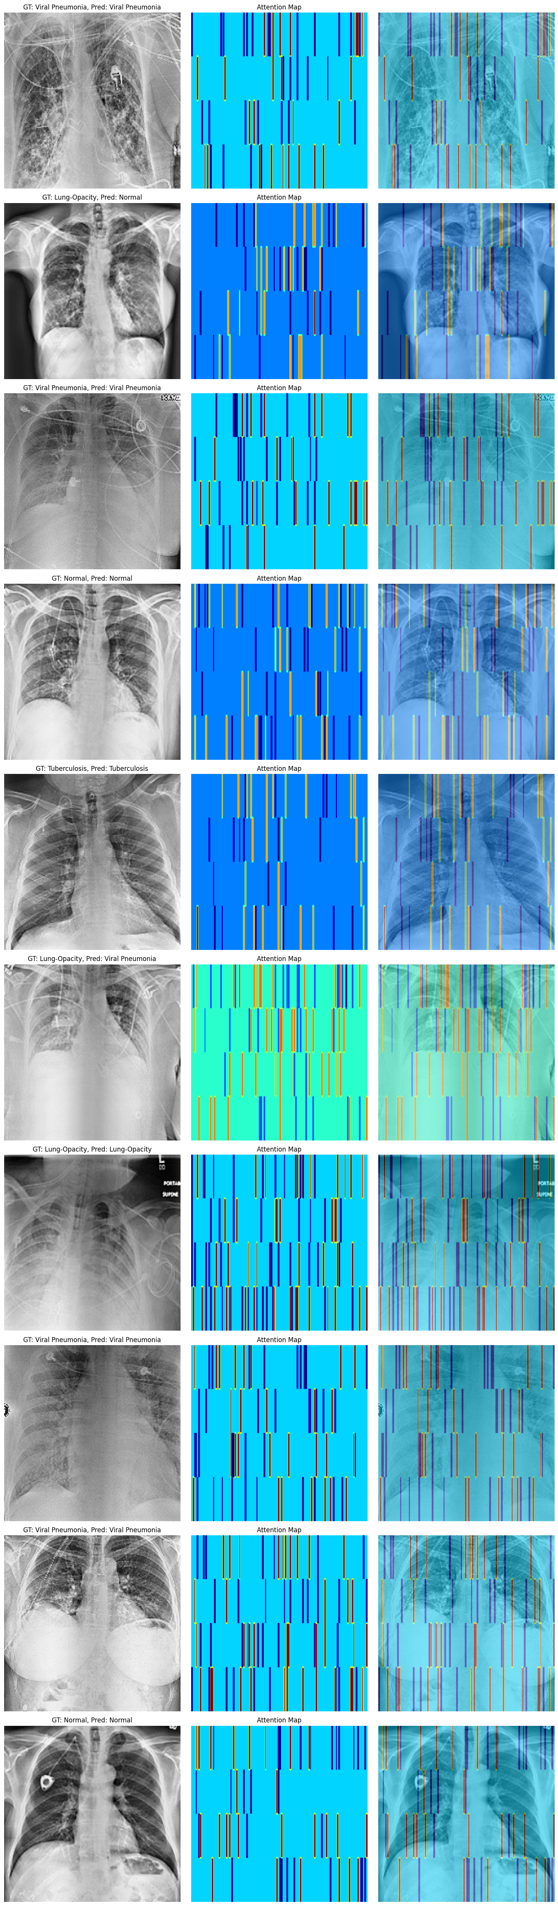 GT: Viral Pneumonia, Pred: Viral Pneumonia
Attention Map
GT: Lung-Opacity, Pred: Normal
Attention Map
GT: Viral Pneumonia, Pred: Viral Pneumonia
Attention Map
GT: Normal, Pred: Normal
Attention Map
GT: Tuberculosis, Pred: Tuberculosis
Attention Map
GT: Lung-Opacity, Pred: Viral Pneumonia
Attention Map
GT: Lung-Opacity, Pred: Lung-Opacity
Attention Map
L
PORTAB
SUPINE
PORTAB
SUPINE
GT: Viral Pneumonia, Pred: Viral Pneumonia
Attention Map
GT: Viral Pneumonia, Pred: Viral Pneumonia
Attention Map
GT: Normal, Pred: Normal
Attention Map